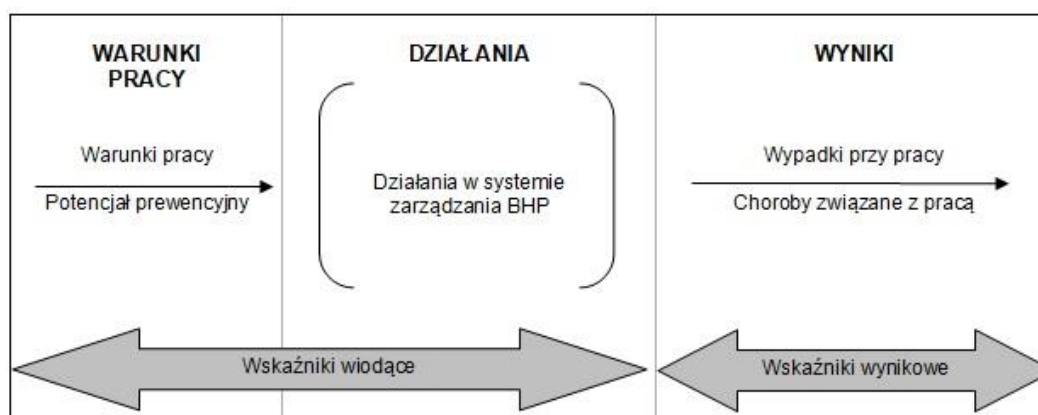 WARUNKI
PRACY
Warunki pracy
Potencjał prewencyjny
DZIAŁANIA
Działania w systemie
zarządzania BHP
WYNIKI
Wypadki przy pracy
Choroby związane z pracą
Wskaźniki wiodące
Wskaźniki wynikowe